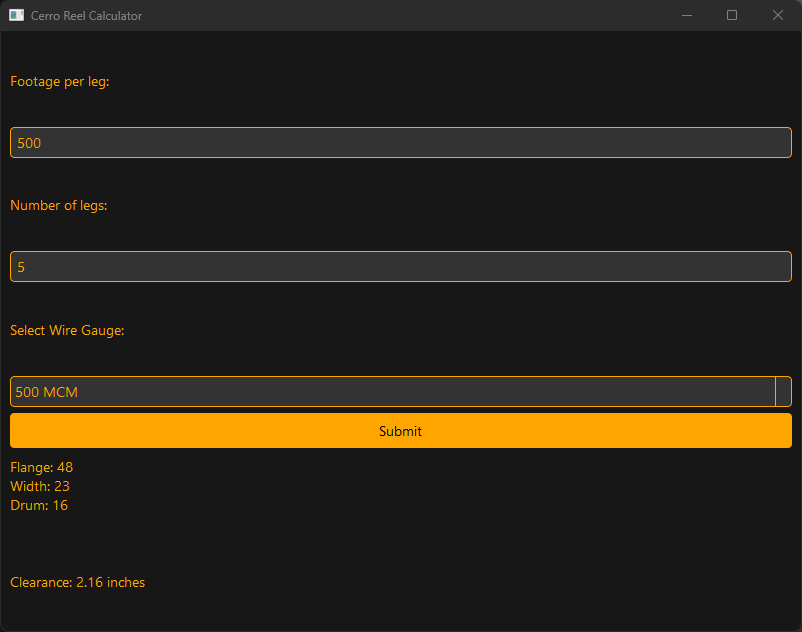 Cerro Reel Calculator
Footage per leg:
500
Number of legs:
5
Select Wire Gauge:
500 MCM
Submit
Flange: 48
Width: 23
Drum: 16
Clearance: 2.16 inches